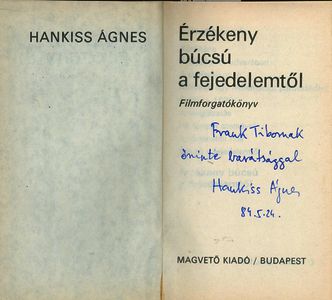 HANKISS ÁGNES
Érzékeny
búcsú
a fejedelemtől
Filmforgatókönyv
Frank Tibornak
őszinte barátsággal
Hankiss Ágnes
84.5.24.
MAGVETŐ KIADÓ / BUDAPEST